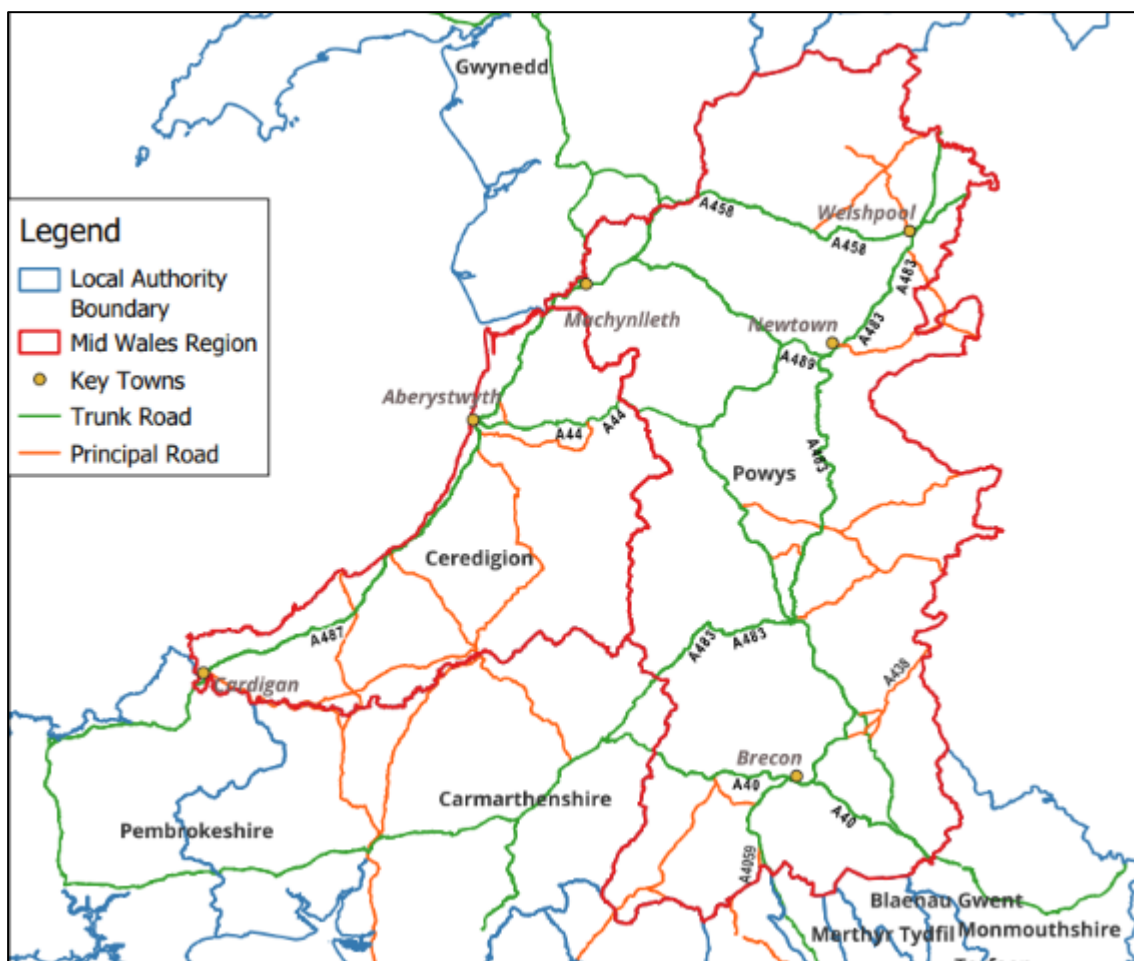 Gwynedd
Legend
Local Authority
Boundary
Mid Wales Region
Key Towns
Trunk Road
Principal Road
A458
Welshpool
A458
A483
Machynlleth
Newtown
A483
A489
Aberystwyth
A44
A44
A483
Powys
Ceredigion
A487
A483
A483
A438
Cardigan
Brecon
A40
Carmarthenshire
A40
Pembrokeshire
A4059
Blaenau Gwent
Merthyr Tydfil
Monmouthshire